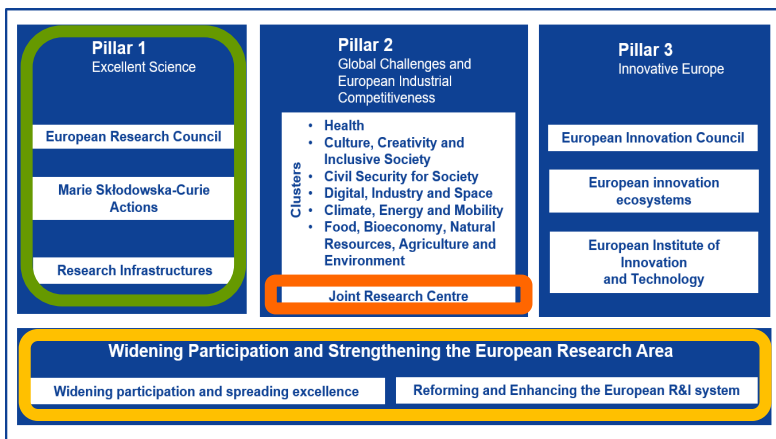 Pillar 1
Excellent Science
European Research Council
Marie Skłodowska-Curie
Actions
Research Infrastructures
Pillar 2
Global Challenges and
European Industrial
Competitiveness
Clusters
• Health
• Culture, Creativity and
Inclusive Society
• Civil Security for Society
• Digital, Industry and Space
• Climate, Energy and Mobility
• Food, Bioeconomy, Natural
Resources, Agriculture and
Environment
Joint Research Centre
Pillar 3
Innovative Europe
European Innovation Council
European innovation
ecosystems
European Institute of
Innovation
and Technology
Widening Participation and Strengthening the European Research Area
Widening participation and spreading excellence
Reforming and Enhancing the European R&I system